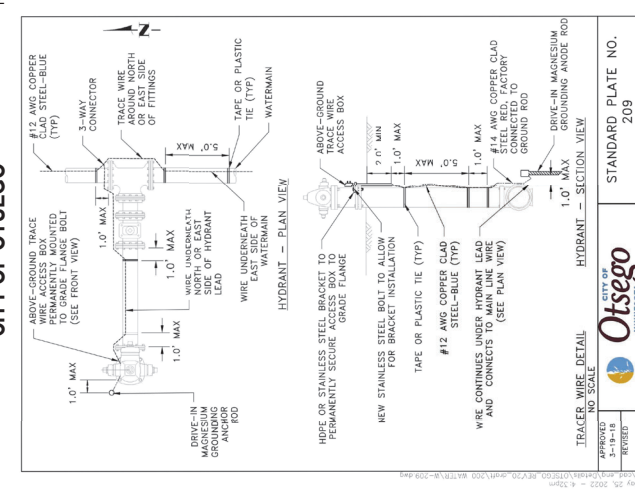 CITY OF OTSEGO
N
#12 AWG COPPER
CLAD STEEL-BLUE
(TYP)
3-WAY
CONNECTOR
TRACE WIRE
AROUND NORTH
OR EAST SIDE
OF FITTINGS
5.0' MAX
TAPE OR PLASTIC
TIE (TYP)
WATERMAIN
ABOVE-GROUND TRACE
WIRE ACCESS BOX
PERMANENTLY MOUNTED
TO GRADE FLANGE BOLT
(SEE FRONT VIEW)
1.0' MAX
1.0' MAX
1.0' MAX
1.0' MAX
WIRE UNDERNEATH
NORTH OR EAST
SIDE OF HYDRANT
LEAD
WIRE UNDERNEATH
EAST SIDE OF
WATERMAIN
DRIVE-IN
MAGNESIUM
GROUNDING
ANCHOR
ROD
HYDRANT - PLAN VIEW
HDPE OR STAINLESS STEEL BRACKET TO
PERMANENTLY SECURE ACCESS BOX TO
GRADE FLANGE
NEW STAINLESS STEEL BOLT TO ALLOW
FOR BRACKET INSTALLATION
TAPE OR PLASTIC TIE (TYP)
#12 AWG COPPER CLAD
STEEL-BLUE (TYP)
WIRE CONTINUES UNDER HYDRANT LEAD
AND CONNECTS TO MAIN LINE WIRE
(SEE PLAN VIEW)
ABOVE-GROUND
TRACE WIRE
ACCESS BOX
2.0' MIN
1.0' MAX
5.0' MAX
1.0' MAX
#14 AWG COPPER CLAD
STEEL RED, FACTORY
CONNECTED TO
GROUND ROD
DRIVE-IN MAGNESIUM
GROUNDING ANODE ROD
1.0' MAX
HYDRANT - SECTION VIEW
TRACER WIRE DETAIL
NO SCALE
APPROVED
3-19-18
REVISED
CITY OF
Otsego
STANDARD PLATE NO.
209